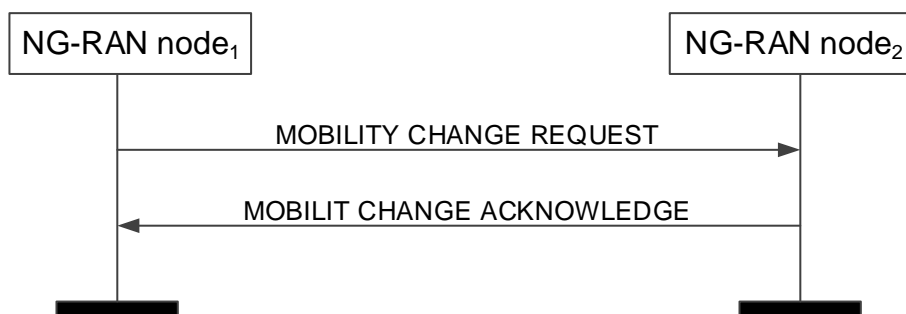 NG-RAN node₁
NG-RAN node₂
MOBILITY CHANGE REQUEST
MOBILIT CHANGE ACKNOWLEDGE